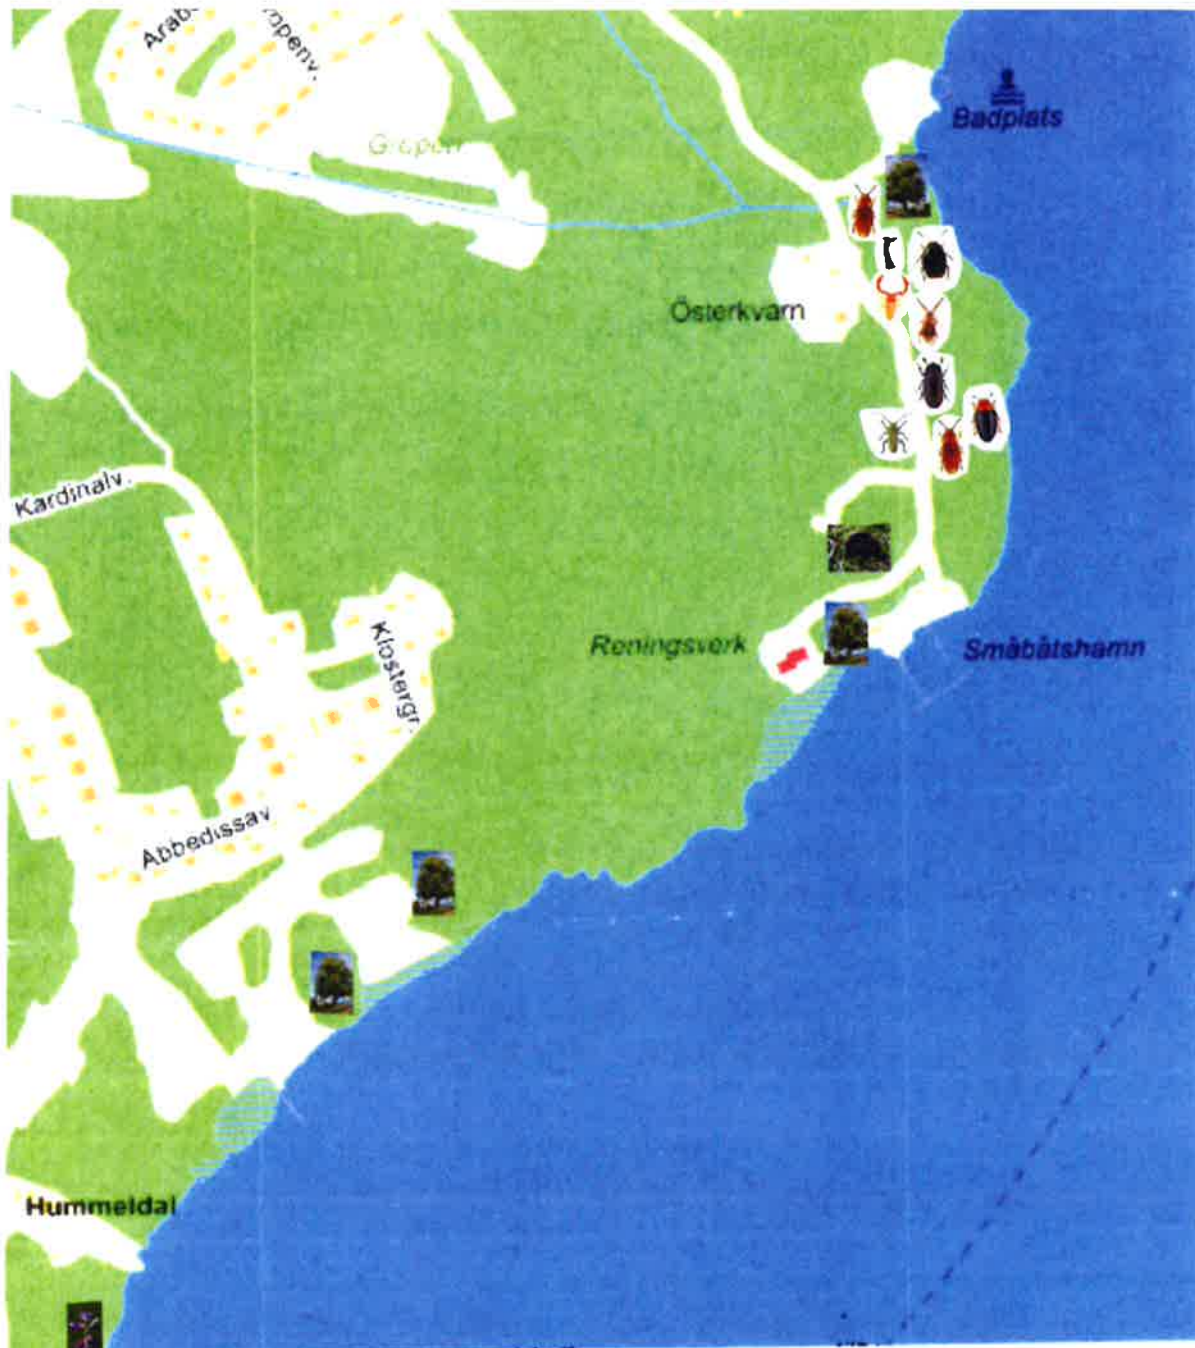 Badplats
Österkvarn
Kardinalv.
Klostergr.
Reningsverk
Småbåtshamn
Abbedissav
Hummeldal